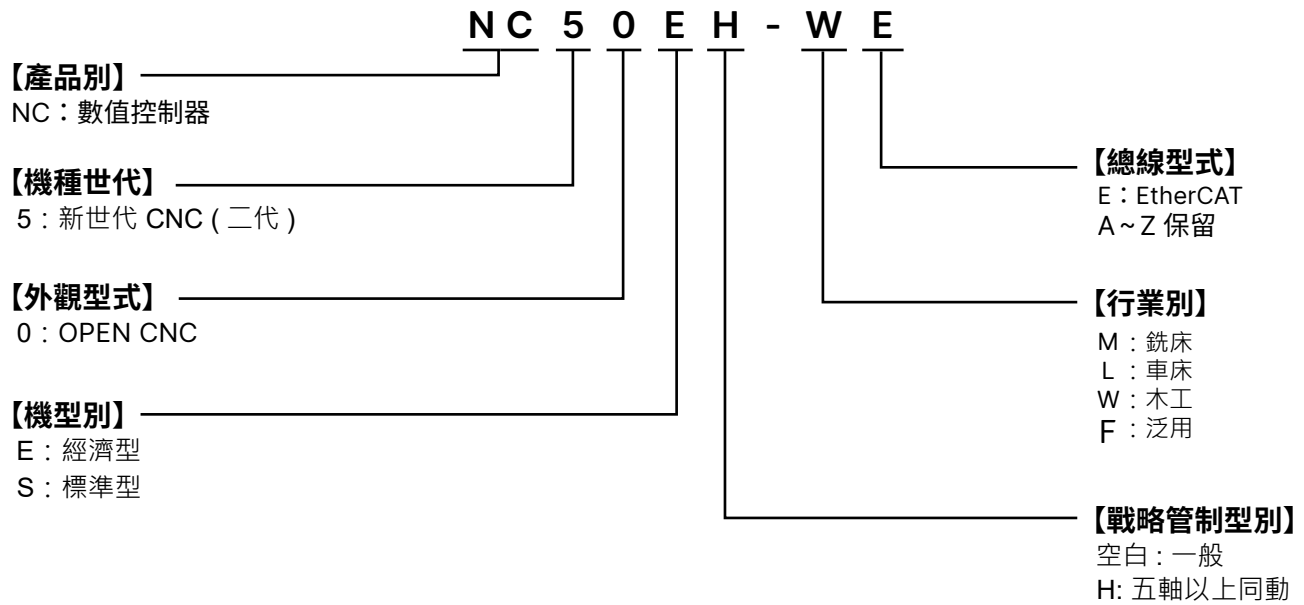 NC50EH-WE
【產品別】
NC：數值控制器
【機種世代】
5：新世代 CNC ( 二代 )
【外觀型式】
0：OPEN CNC
【機型別】
E：經濟型
S：標準型
【總線型式】
E：EtherCAT
A~Z 保留
【行業別】
M：銑床
L：車床
W：木工
F：泛用
【戰略管制型別】
空白：一般
H: 五軸以上同動